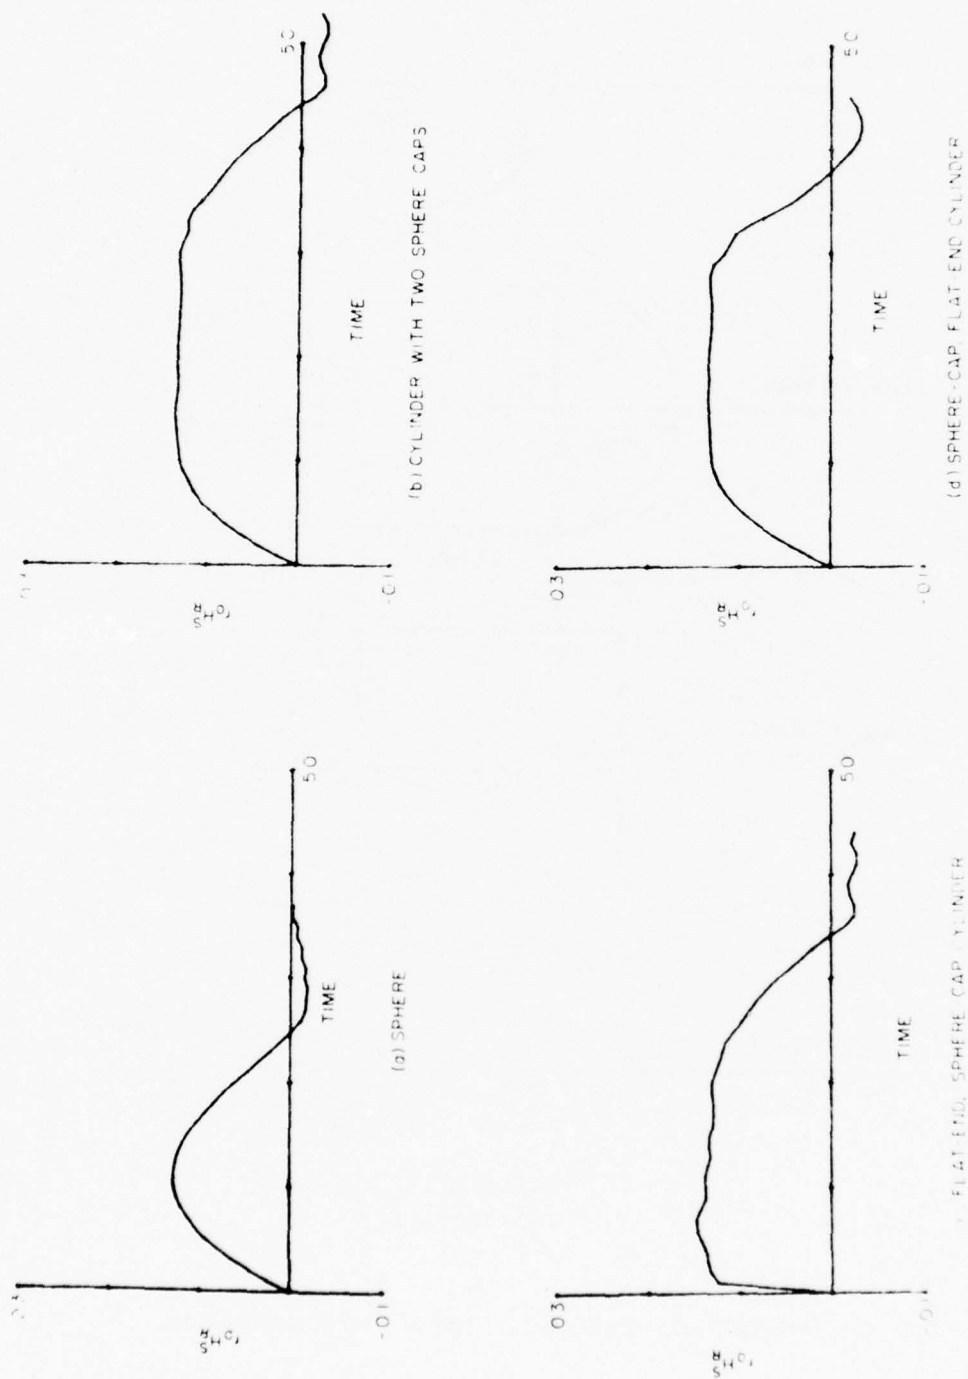 50
TIME
(a) SPHERE
-01
50
TIME
(b) CYLINDER WITH TWO SPHERE CAPS
-01
03
50
TIME
FLAT END, SPHERE CAP CYLINDER
01
03
50
TIME
(d) SPHERE-CAP, FLAT-END CYLINDER
-01